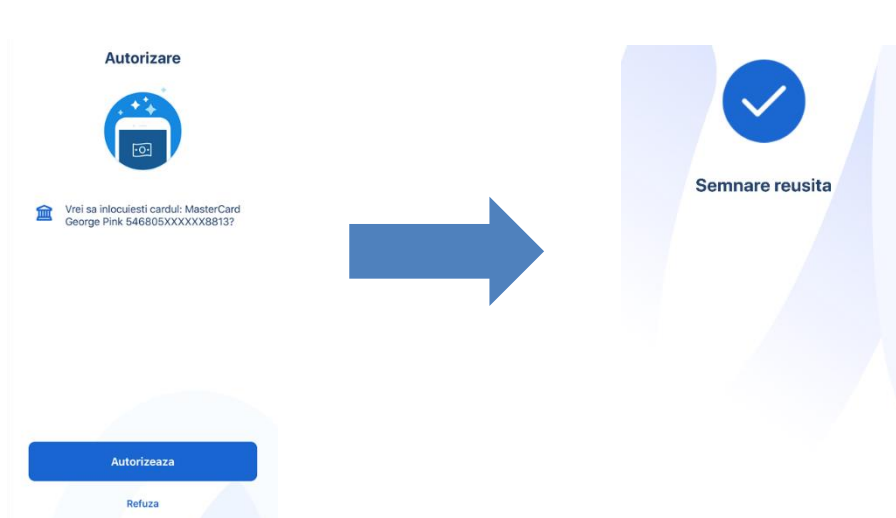 Autorizare
Vrei sa inlocuiesti cardul: MasterCard
George Pink 546805XXXXXX8813?
Autorizeaza
Refuza
Semnare reusita